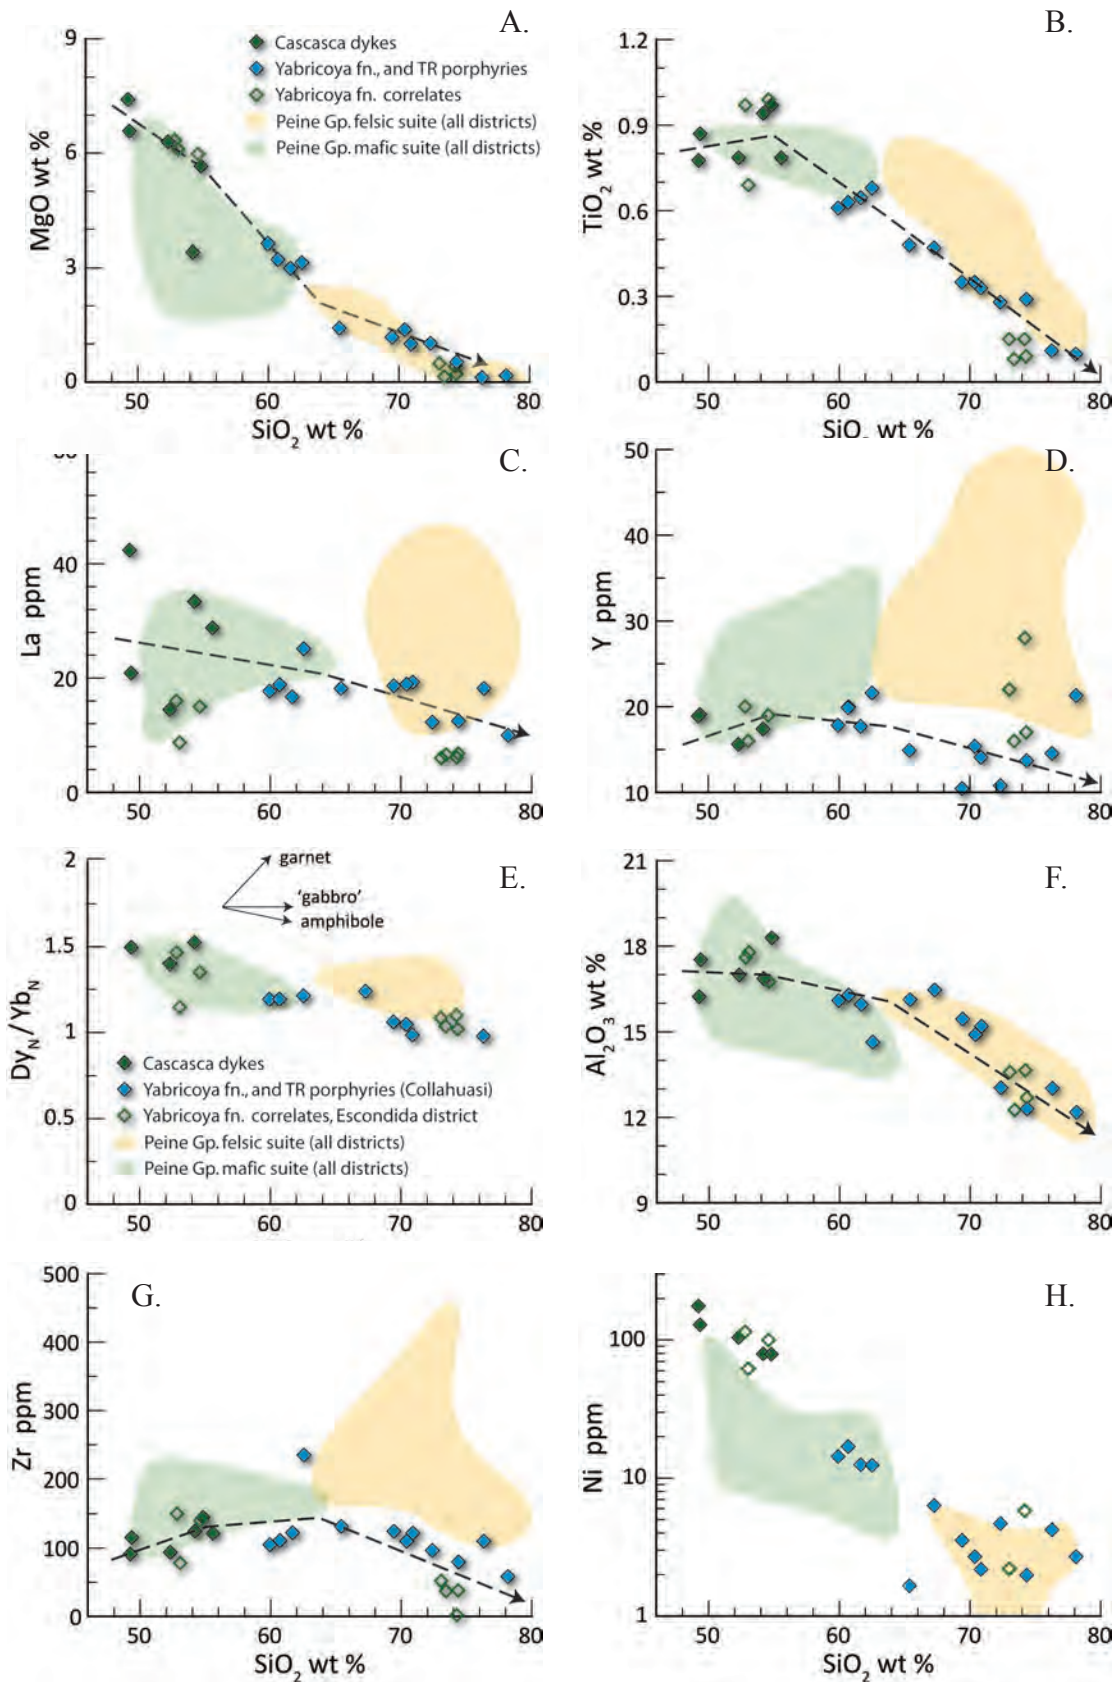 A.
9
6
3
0
MgO wt %
50
60
70
80
SiO2 wt %
Cascasca dykes
Yabricoya fn., and TR porphyries
Yabricoya fn. correlates
Peine Gp. felsic suite (all districts)
Peine Gp. mafic suite (all districts)
B.
1.2
0.9
0.6
0.3
0
TiO2 wt %
50
60
70
80
wt %
C.
40
20
0
La ppm
50
60
70
80
D.
50
40
30
20
10
Y ppm
50
60
70
80
E.
2
1.5
1
0.5
0
DyN/YbN
garnet
'gabbro'
amphibole
Cascasca dykes
Yabricoya fn., and TR porphyries (Collahuasi)
Yabricoya fn. correlates, Escondida district
Peine Gp. felsic suite (all districts)
Peine Gp. mafic suite (all districts)
50
60
70
80
F.
21
18
15
12
9
Al2O3 wt %
50
60
70
80
G.
500
400
300
200
100
0
Zr ppm
50
60
70
80
SiO2 wt %
H.
100
10
1
Ni ppm
50
60
70
80
SiO2 wt %